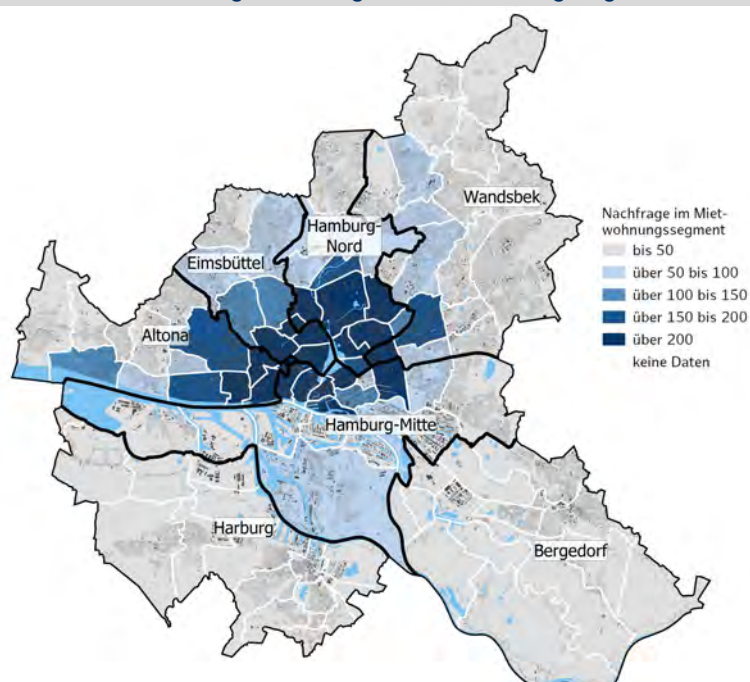 Wandsbek
Hamburg-
Nord
Eimsbüttel
Altona
Hamburg-Mitte
Harburg
Bergedorf
Nachfrage im Miet-
wohnungssegment
bis 50
über 50 bis 100
über 100 bis 150
über 150 bis 200
über 200
keine Daten